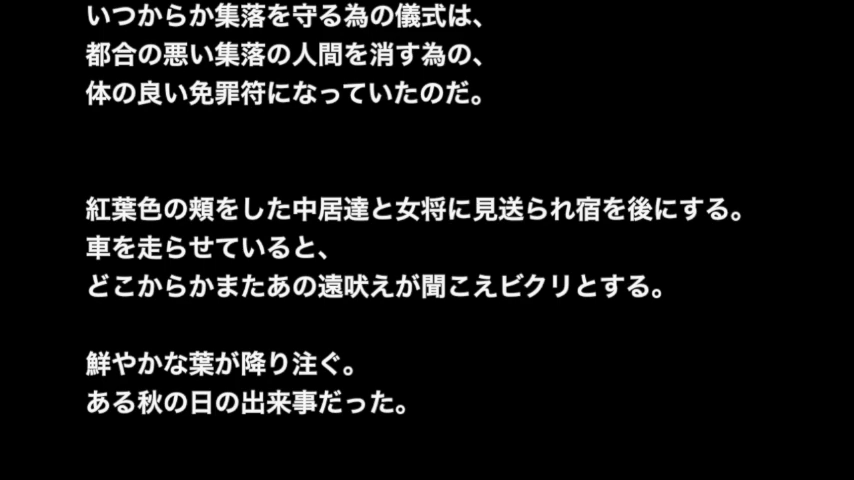 いつからか集落を守る為の儀式は、
都合の悪い集落の人間を消す為の、
体の良い免罪符になっていたのだ。
紅葉色の頬をした中居達と女将に見送られ宿を後にする。
車を走らせていると、
どこからかまたあの遠吠えが聞こえビクリとする。
鮮やかな葉が降り注ぐ。
ある秋の日の出来事だった。